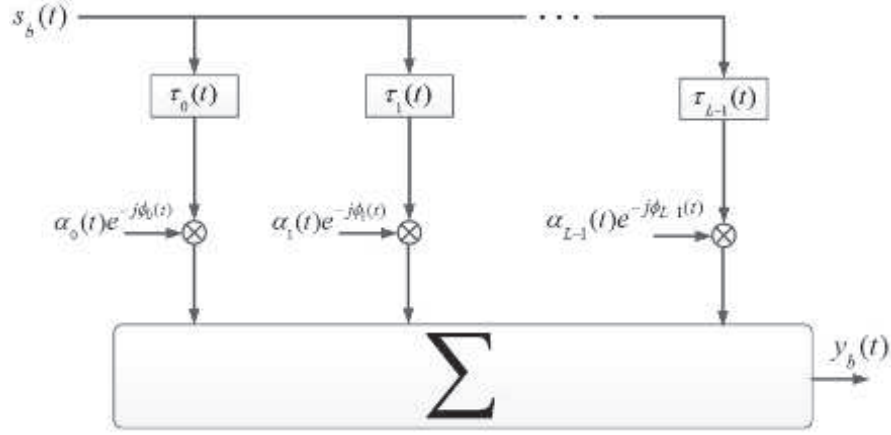 s_b(t)
. . .
τ_0(t) τ_1(t) τ_{L-1}(t)
α_0(t)e^{-jϕ_0(t)} α_1(t)e^{-jϕ_1(t)} α_{L-1}(t)e^{-jϕ_{L-1}(t)}
∑
y_b(t)